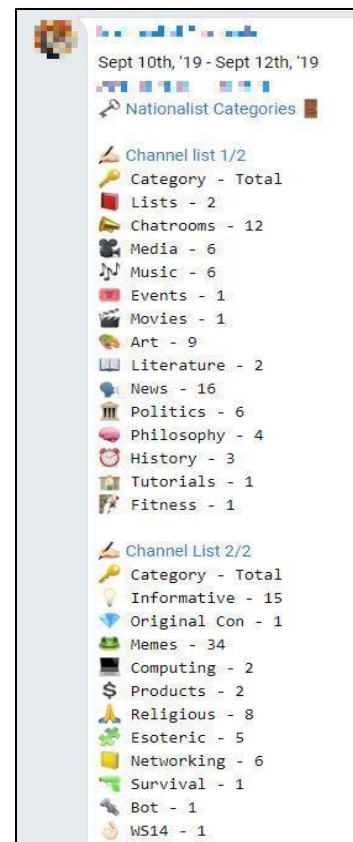 Sept 10th, '19 - Sept 12th, '19
Nationalist Categories
Channel list 1/2
Category - Total
Lists - 2
Chatrooms - 12
Media - 6
Music - 6
Events - 1
Movies - 1
Art - 9
Literature - 2
News - 16
Politics - 6
Philosophy - 4
History - 3
Tutorials - 1
Fitness - 1
Channel List 2/2
Category - Total
Informative - 15
Original Con - 1
Memes - 34
Computing - 2
Products - 2
Religious - 8
Esoteric - 5
Networking - 6
Survival - 1
Bot - 1
WS14 - 1